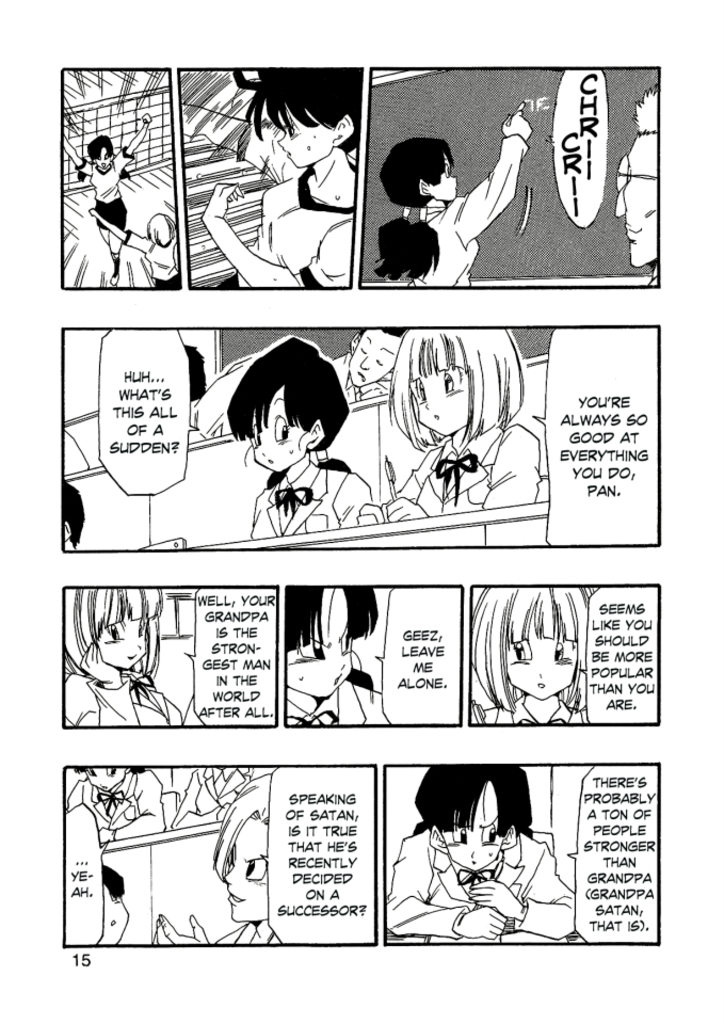 CHRII
CRII
YOU'RE
ALWAYS SO
GOOD AT
EVERYTHING
YOU DO,
PAN.
HUH...
WHAT'S
THIS ALL
OF A
SUDDEN?
SEEMS
LIKE YOU
SHOULD
BE MORE
POPULAR
THAN YOU
ARE.
GEEZ,
LEAVE
ME
ALONE.
WELL, YOUR
GRANDPA
IS THE
STRON-
GEST MAN
IN THE
WORLD
AFTER ALL.
THERE'S
PROBABLY
A TON OF
PEOPLE
STRONGER
THAN
GRANDPA
(GRANDPA
SATAN,
THAT IS).
SPEAKING
OF SATAN,
IS IT TRUE
THAT HE'S
RECENTLY
DECIDED
ON A
SUCCESSOR?
...
YE-
AH.
15